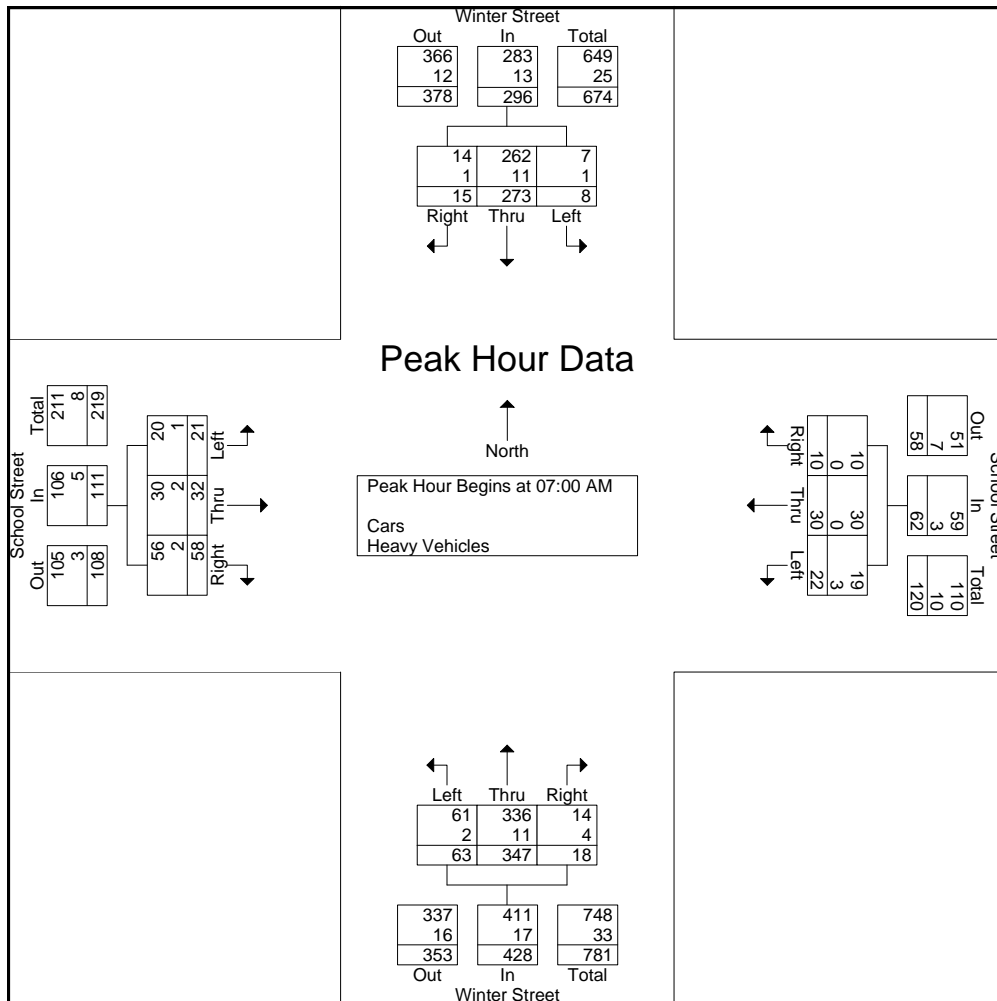 Winter Street
Out In Total
366 283 649
12 13 25
378 296 674
14 262 7
1 11 1
15 273 8
Right Thru Left
Peak Hour Data
North
Peak Hour Begins at 07:00 AM
Cars
Heavy Vehicles
School Street
Out In Total
105 106 211
3 5 8
108 111 219
20 30 56
1 2 2
21 32 58
Left Thru Right
School Street
Out In Total
51 59 110
7 3 10
58 62 120
10 30 19
0 0 3
10 30 22
Right Thru Left
Left Thru Right
61 336 14
2 11 4
63 347 18
337 411 748
16 17 33
353 428 781
Out In Total
Winter Street